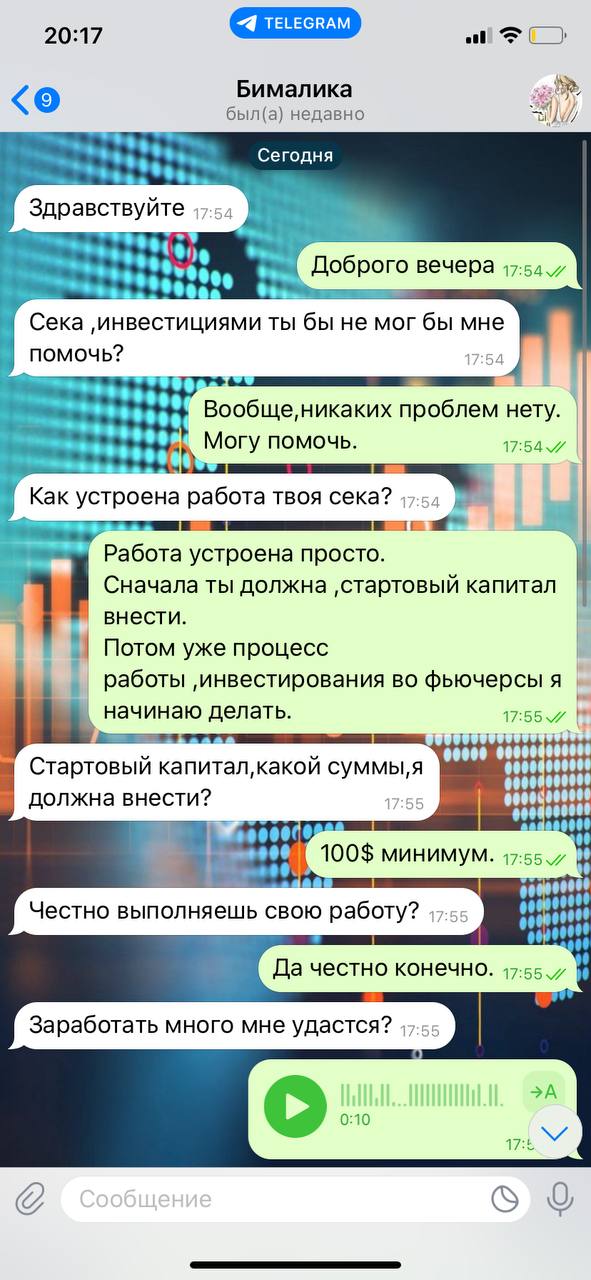 20:17
TELEGRAM
9
Бималика
был(а) недавно
Сегодня
Здравствуйте 17:54
Доброго вечера 17:54
Сека ,инвестициями ты бы не мог бы мне
помочь? 17:54
Вообще,никаких проблем нету.
Могу помочь. 17:54
Как устроена работа твоя сека? 17:54
Работа устроена просто.
Сначала ты должна ,стартовый капитал
внести.
Потом уже процесс
работы ,инвестирования во фьючерсы я
начинаю делать. 17:55
Стартовый капитал,какой суммы,я
должна внести? 17:55
100$ минимум. 17:55
Честно выполняешь свою работу? 17:55
Да честно конечно. 17:55
Заработать много мне удастся? 17:55
→A
0:10
Сообщение